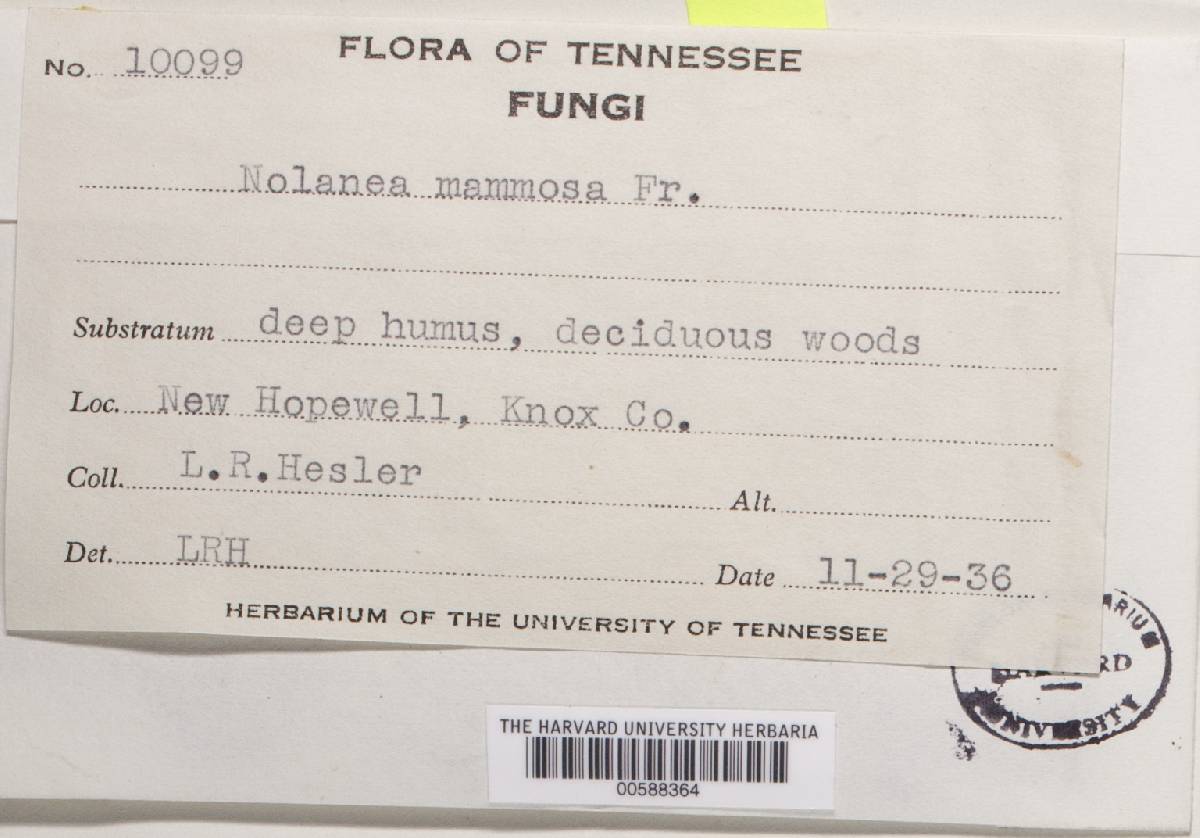 No. 10099
FLORA OF TENNESSEE
FUNGI
Nolanea mammosa Fr.
Substratum deep humus, deciduous woods
Loc. New Hopewell, Knox Co.
Coll. L.R.Hesler
Alt.
Det. LRH
Date 11-29-36
HERBARIUM OF THE UNIVERSITY OF TENNESSEE
UNIVERSITY
THE HARVARD UNIVERSITY HERBARIA
00588364